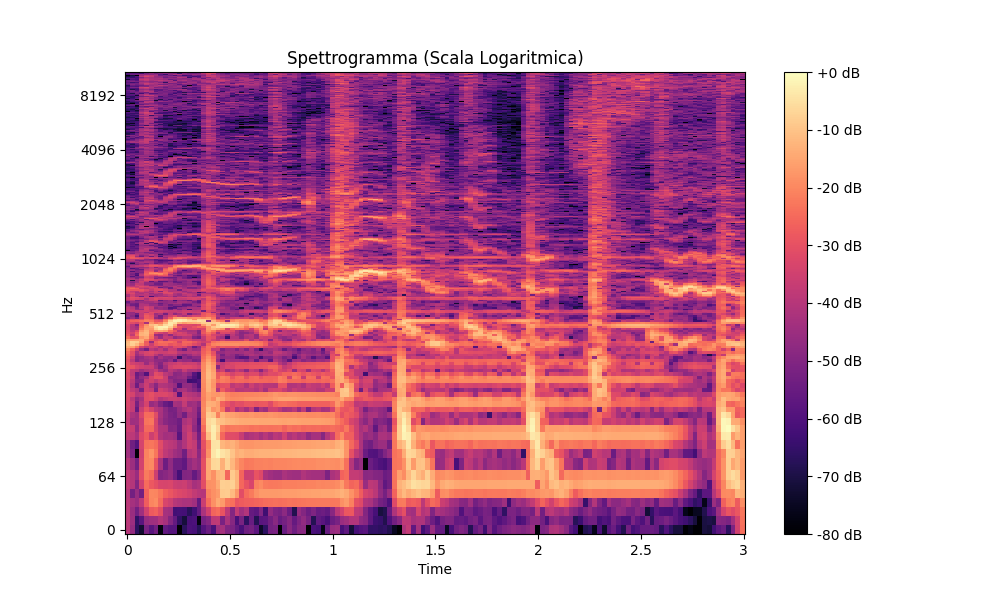 Spettrogramma (Scala Logaritmica)
8192
4096
2048
1024
512
256
128
64
0
Hz
0
0.5
1
1.5
2
2.5
3
Time
+0 dB
-10 dB
-20 dB
-30 dB
-40 dB
-50 dB
-60 dB
-70 dB
-80 dB